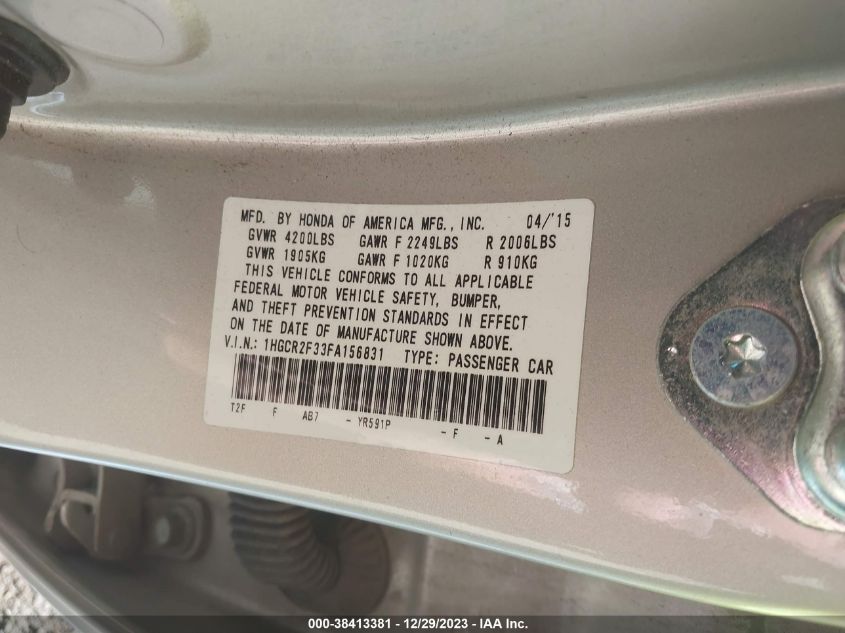 MFD. BY HONDA OF AMERICA MFG., INC. 04/'15
GVWR 4200LBS GAWR F 2249LBS R 2006LBS
GVWR 1905KG GAWR F 1020KG R 910KG
THIS VEHICLE CONFORMS TO ALL APPLICABLE
FEDERAL MOTOR VEHICLE SAFETY, BUMPER,
AND THEFT PREVENTION STANDARDS IN EFFECT
ON THE DATE OF MANUFACTURE SHOWN ABOVE.
V.I.N.: 1HGCR2F33FA156831 TYPE: PASSENGER CAR
T2F F AB7 - YR591P - F - A
000-38413381 - 12/29/2023 - IAA Inc.